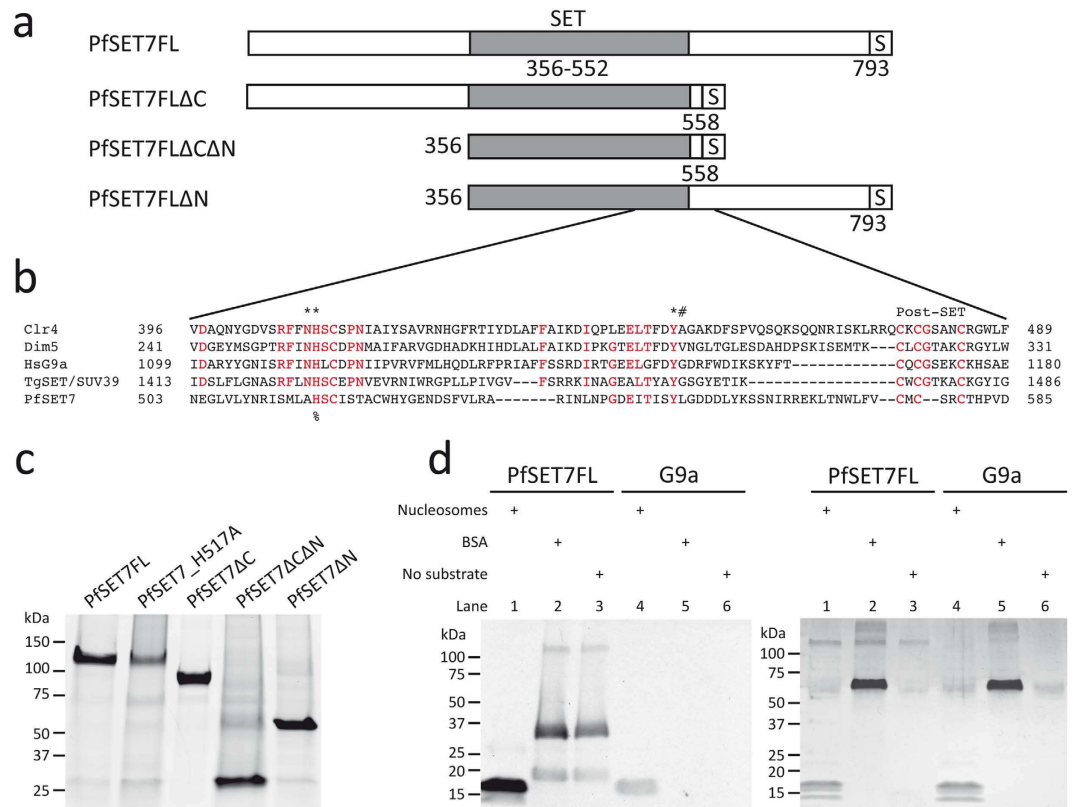 a
SET
PfSET7FL
S
356-552
793
PfSET7FLΔC
S
558
PfSET7FLΔCΔN
356
S
558
PfSET7FLΔN
356
S
793
b
** *# Post-SET
Clr4 396 VDAQNYGDVSRFFNHSCSPNIAIYSAVRNHGFRTIYDLAFFAIKDIQPLEELTFDYAGAKDFSPVQSQKSQQNRISKLRRQCKCGSANCRGWLF 489
Dim5 241 VDGEYMSGPTRFINHSCDPNMAIFARVGDHADKHIHDLALFAIKDIPKGTELTFDYVNGLTGLESDAHDPSKISEMTK---CLCGTAKCRGYLW 331
HsG9a 1099 IDARYYGNISRFINHLCDPNIIPVRVFMLHQDLRFPRIAFFSSRDIRTGEELGFDYGDRFWDIKSKYFT------------CQCGSEKCKHSAE 1180
TgSET/SUV39 1413 IDSLFLGNASRFLNHSCEPNVEVRNIWRGPLLPIVGV---FSRRKINAGEALTYAYGSGYETIK-----------------CWCGTKACKGYIG 1486
PfSET7 503 NEGLVLYNRISMLAHSCISTACWHYGENDSFVLRA------RINLNPGDEITISYLGDDDLYKSSNIRREKLTNWLFV---CMC--SRCTHPVD 585
%
c
PfSET7FL PfSET7_H517A PfSET7ΔC PfSET7ΔCΔN PfSET7ΔN
kDa
150
100
75
50
37
25
d
PfSET7FL G9a
Nucleosomes + +
BSA + +
No substrate + +
Lane 1 2 3 4 5 6
kDa
100
75
50
37
25
20
15
PfSET7FL G9a
+ +
+ +
+ +
1 2 3 4 5 6
kDa
100
75
50
37
25
20
15